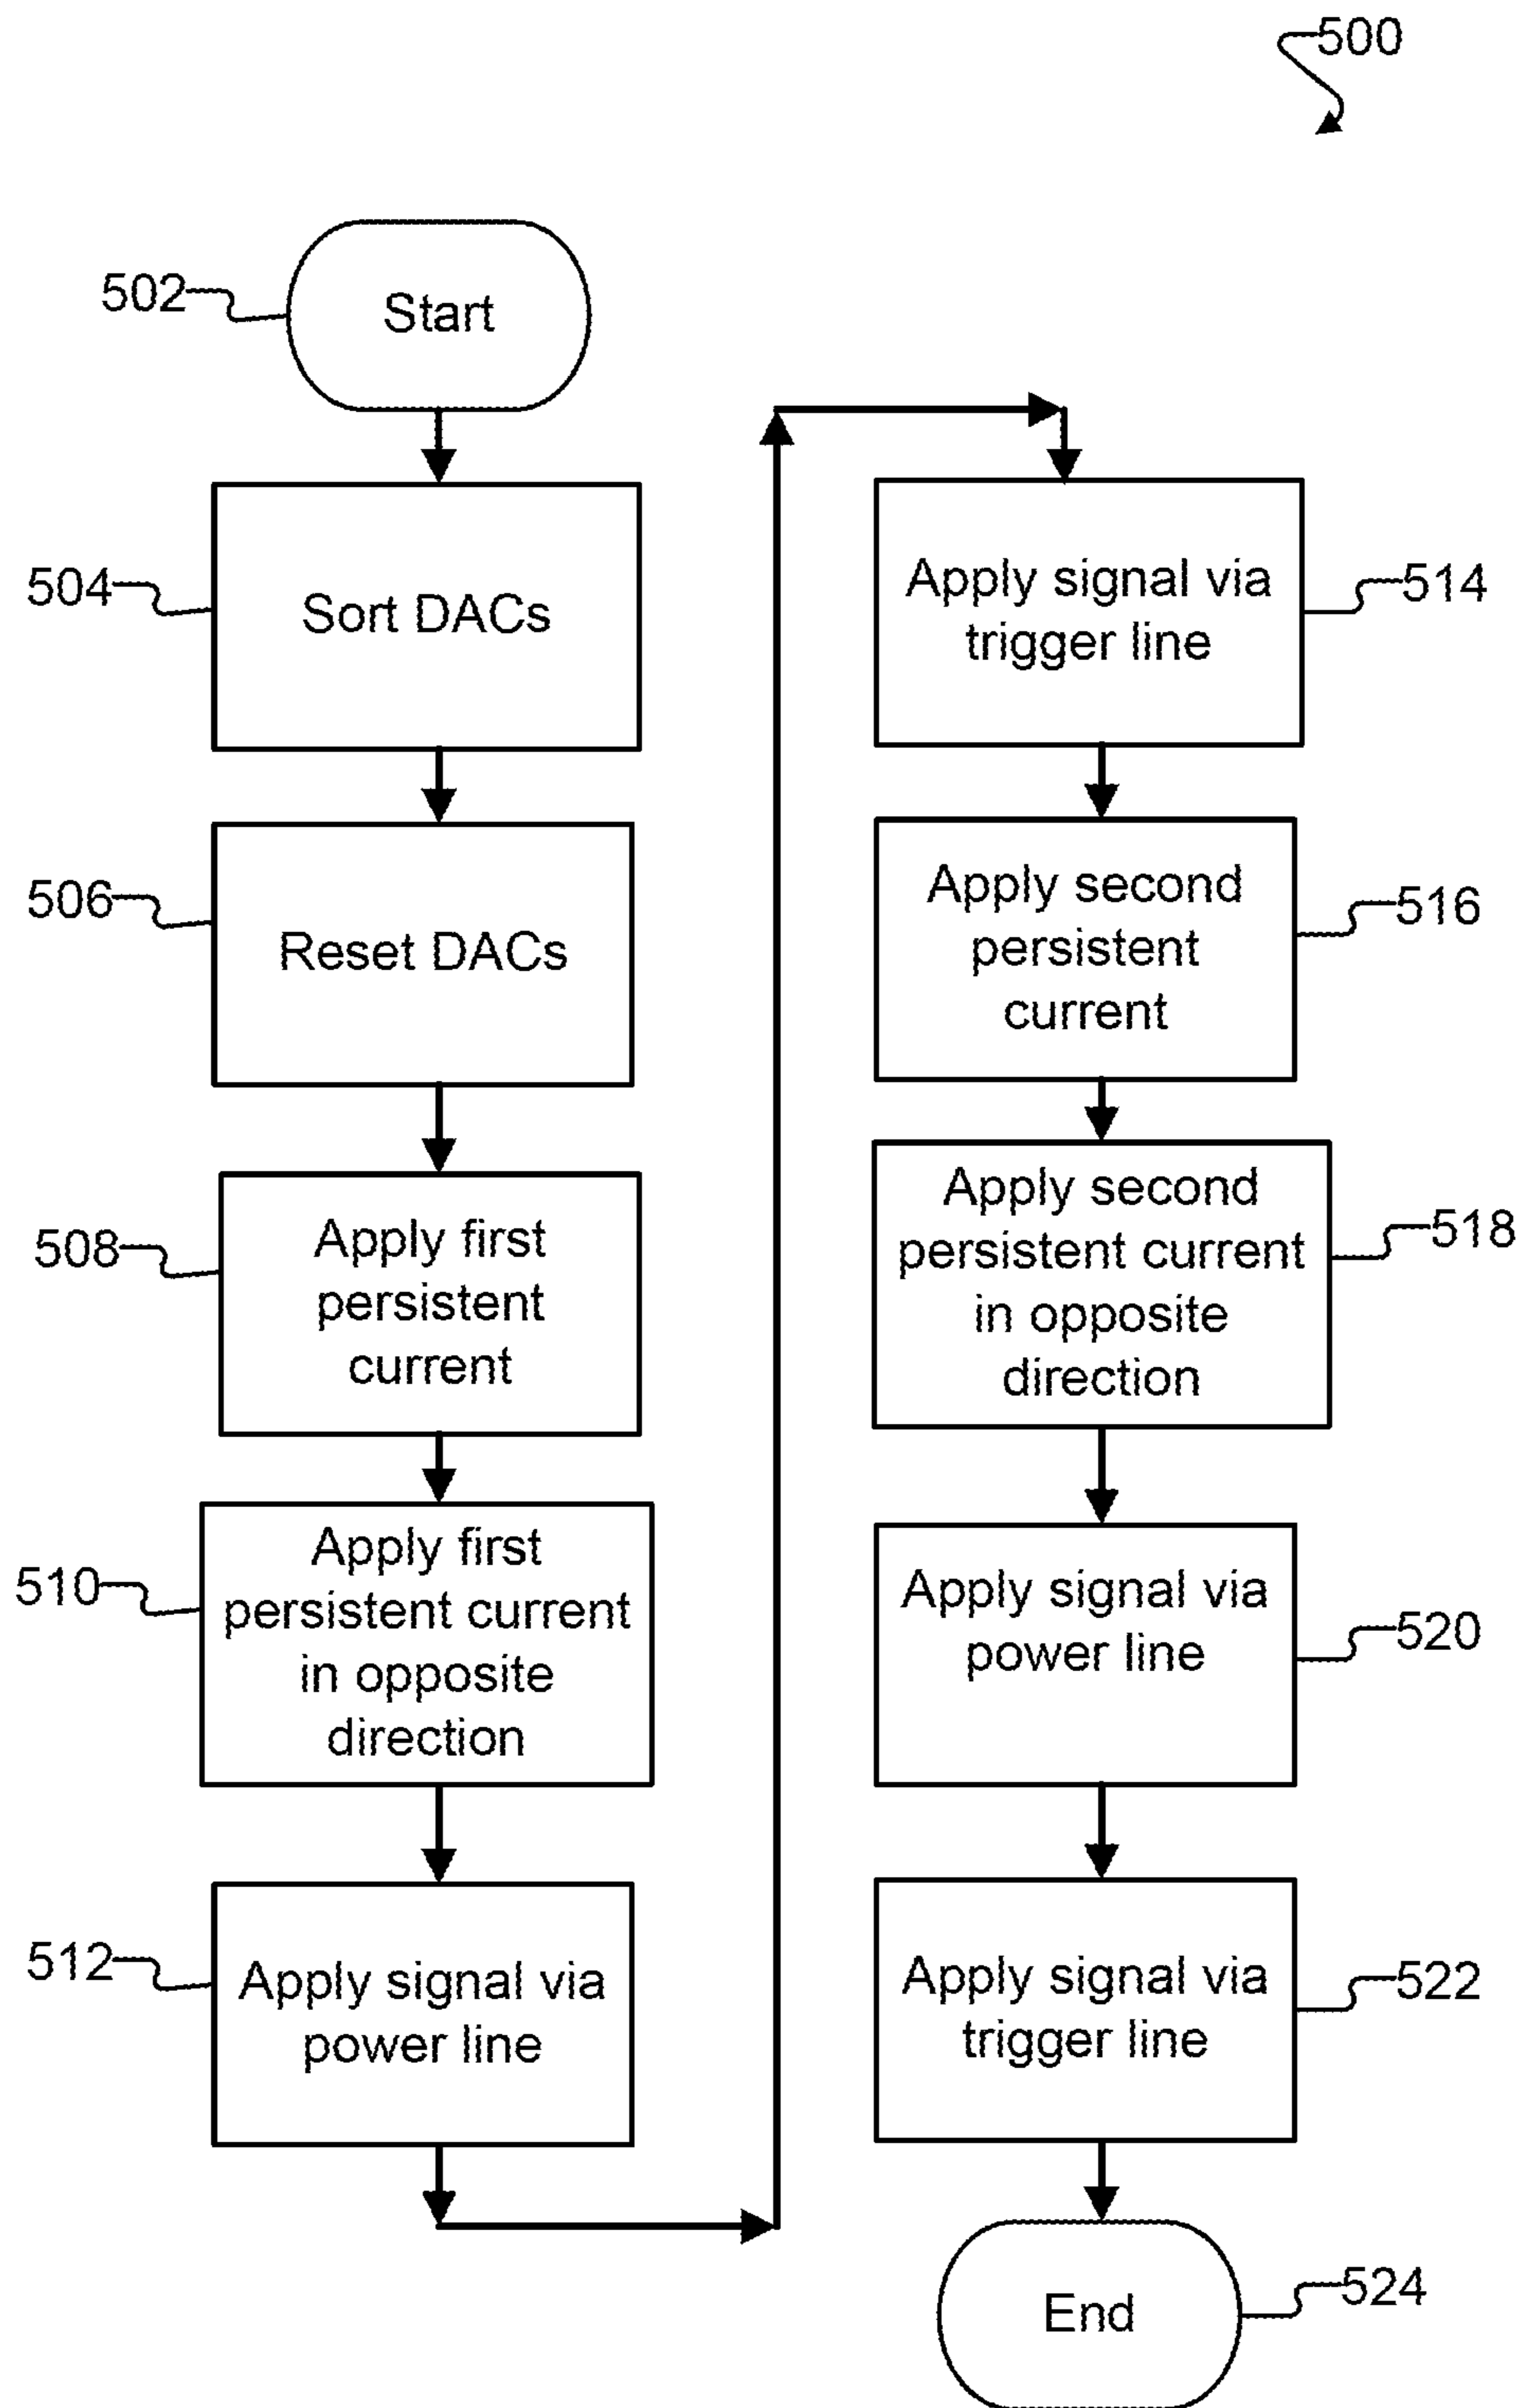 500
502
Start
504
Sort DACs
506
Reset DACs
508
Apply first
persistent
current
510
Apply first
persistent current
in opposite
direction
512
Apply signal via
power line
Apply signal via
trigger line
514
Apply second
persistent
current
516
Apply second
persistent current
in opposite
direction
518
Apply signal via
power line
520
Apply signal via
trigger line
522
End
524